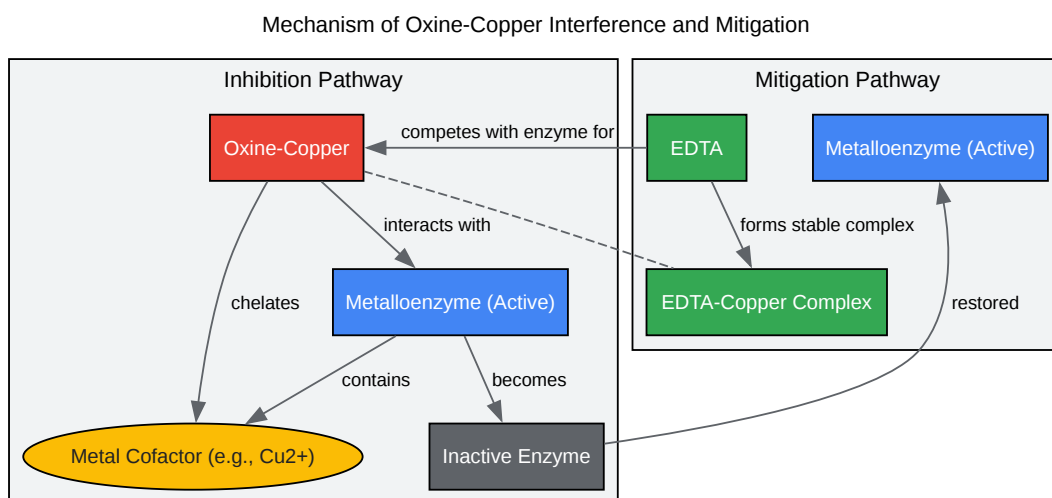 Mechanism of Oxine-Copper Interference and Mitigation
Inhibition Pathway
Mitigation Pathway
Oxine-Copper
competes with enzyme for
EDTA
Metalloenzyme (Active)
interacts with
forms stable complex
chelates
Metalloenzyme (Active)
EDTA-Copper Complex
restored
contains
becomes
Metal Cofactor (e.g., Cu2+)
Inactive Enzyme